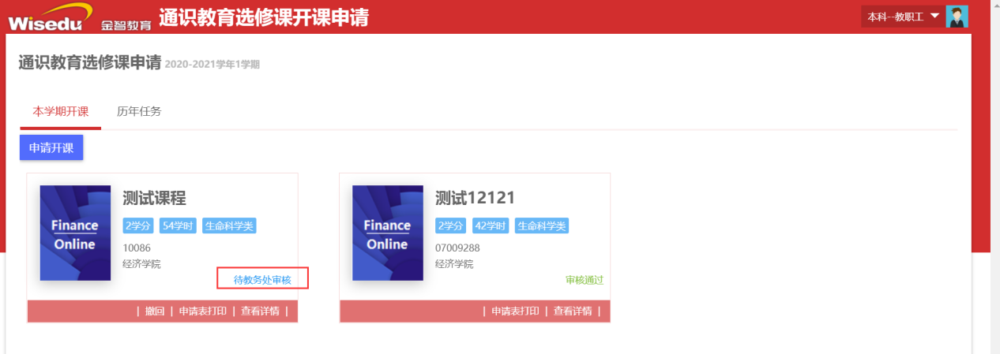 Wisedu 金智教育 通识教育选修课开课申请
本科--教职工
通识教育选修课申请 2020-2021学年1学期
本学期开课 历年任务
申请开课
Finance
Online
测试课程
2学分 54学时 生命科学类
10086
经济学院
待教务处审核
| 撤回 | 申请表打印 | 查看详情 |
Finance
Online
测试12121
2学分 42学时 生命科学类
07009288
经济学院
审核通过
| 申请表打印 | 查看详情 |